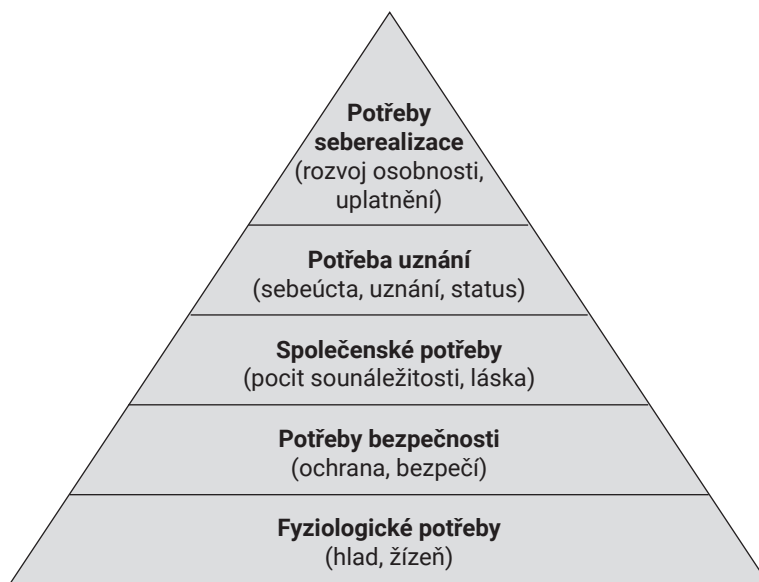 Potřeby
seberealizace
(rozvoj osobnosti,
uplatnění)
Potřeba uznání
(sebeúcta, uznání, status)
Společenské potřeby
(pocit sounáležitosti, láska)
Potřeby bezpečnosti
(ochrana, bezpečí)
Fyziologické potřeby
(hlad, žízeň)